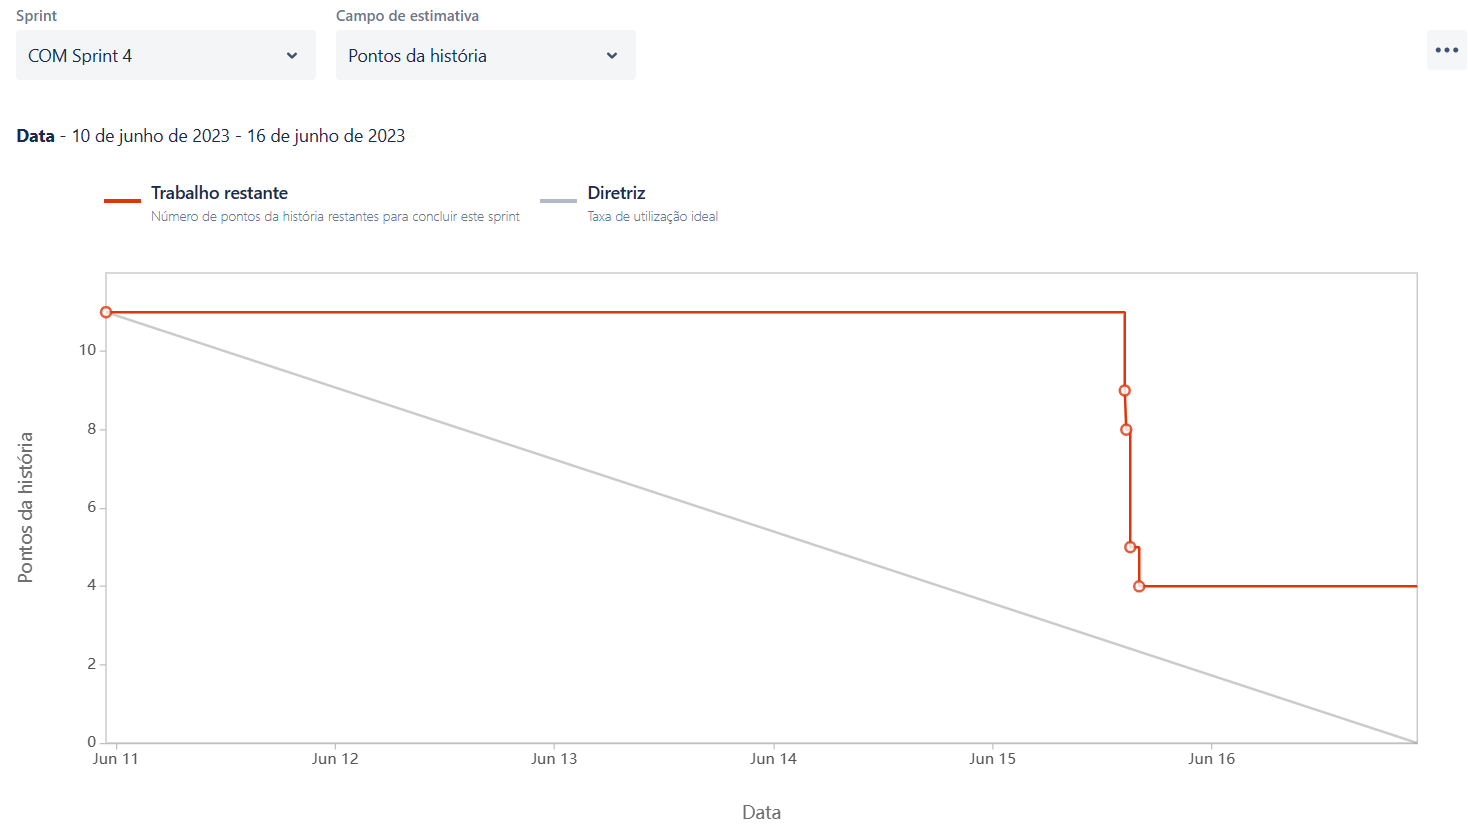 Sprint
Campo de estimativa
COM Sprint 4
Pontos da história
Data - 10 de junho de 2023 - 16 de junho de 2023
Trabalho restante
Número de pontos da história restantes para concluir este sprint
Diretriz
Taxa de utilização ideal
Pontos da história
10
8
6
4
2
0
Jun 11
Jun 12
Jun 13
Jun 14
Jun 15
Jun 16
Data